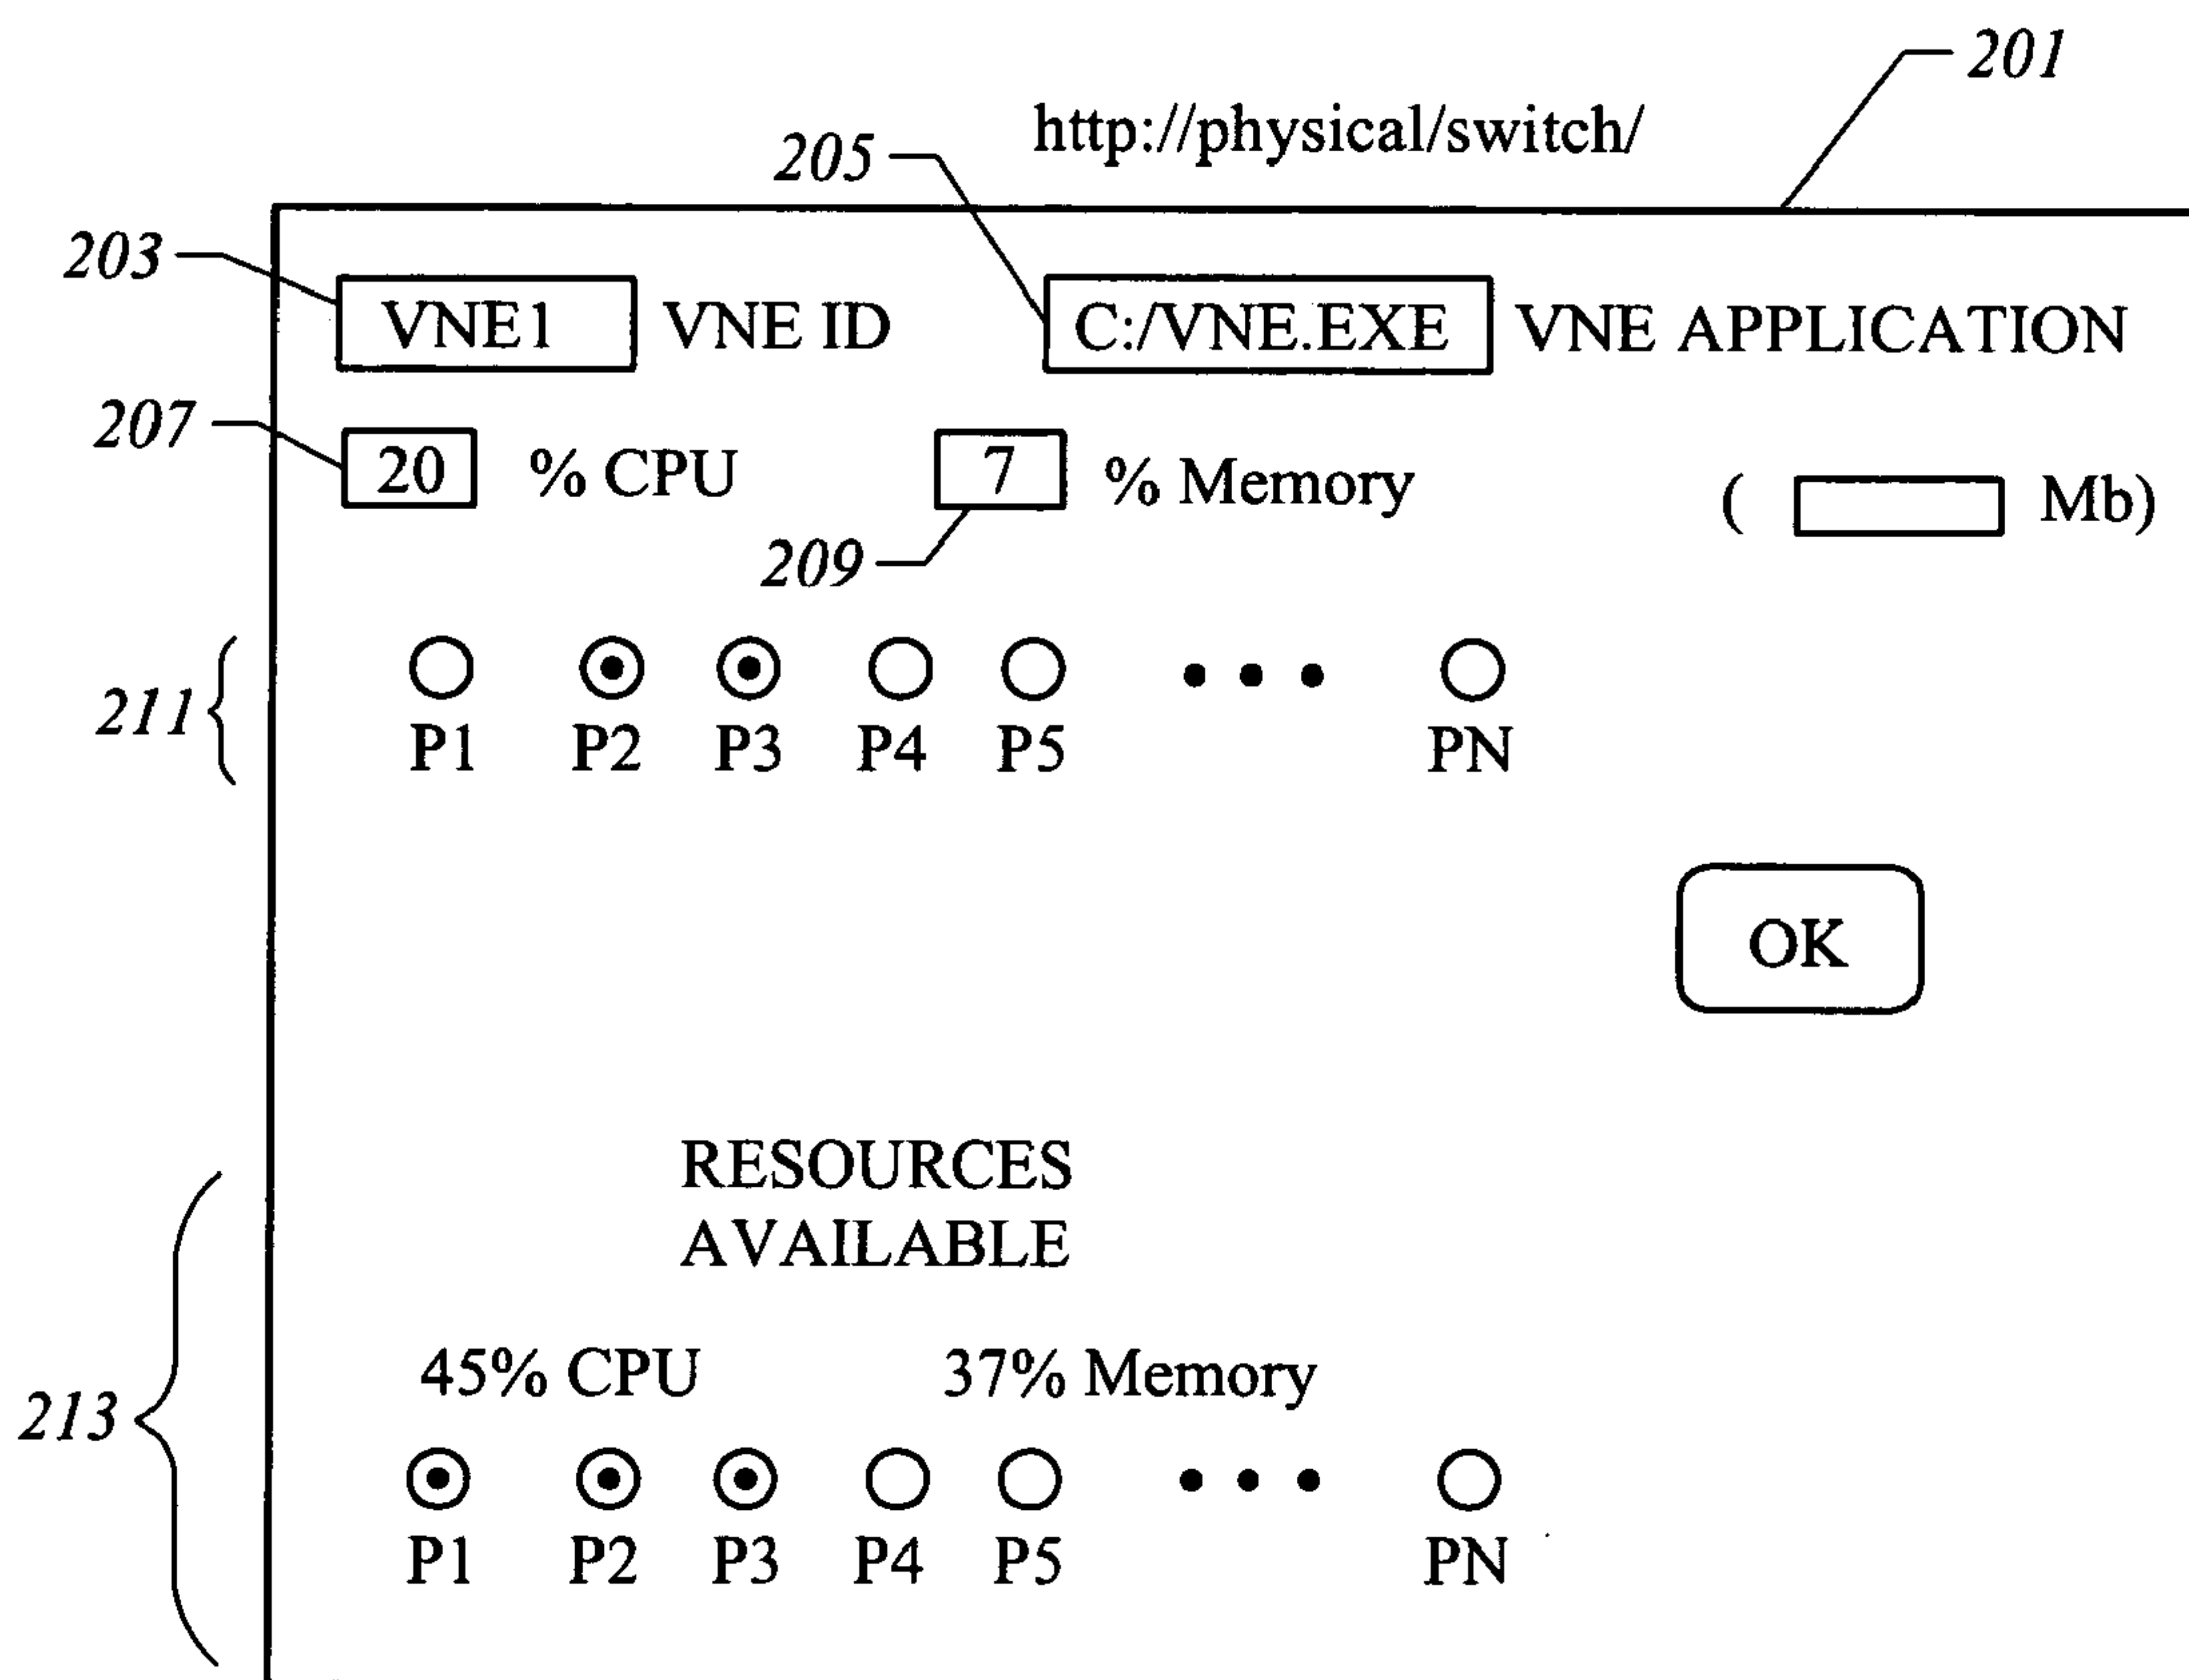 201
http://physical/switch/
205
203
VNE1 VNE ID C:/VNE.EXE VNE APPLICATION
207
20 % CPU 7 % Memory ( Mb)
209
211
P1 P2 P3 P4 P5 PN
OK
RESOURCES
AVAILABLE
45% CPU 37% Memory
213
P1 P2 P3 P4 P5 PN